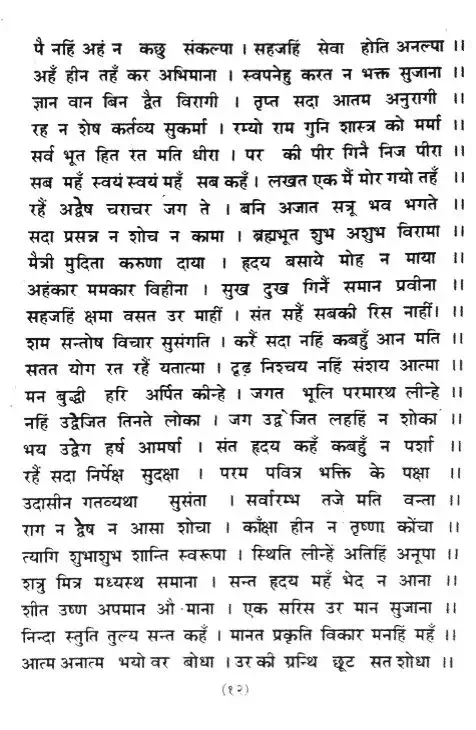 पै नहिं अहं न कछु संकल्पा । सहजहिं सेवा होति अनल्पा ।।
अहँ हीन तहँ कर अभिमाना । स्वपनेहु करत न भक्त सुजाना ।।
ज्ञान वान बिन द्वैत विरागी । तृप्त सदा आतम अनुरागी ।।
रह न शेष कर्तव्य सुकर्मा । रम्यो राम गुनि शास्त्र को मर्मा ।।
सर्व भूत हित रत मति धीरा । पर की पीर गिनै निज पीरा ।।
सब महँ स्वयं स्वयं महँ सब कहँ । लखत एक मैं मोर गयो तहँ ।।
रहैं अद्वेष चराचर जग ते । बनि अजात सत्रू भव भगते ।।
सदा प्रसन्न न शोच न कामा । ब्रह्मभूत शुभ अशुभ विरामा ।।
मैत्री मुदिता करुणा दाया । हृदय बसाये मोह न माया ।।
अहंकार ममकार विहीना । सुख दुख गिनैं समान प्रवीना ।।
सहजहिं क्षमा वसत उर माहीं । संत सहैं सबकी रिस नाहीं। ।।
शम सन्तोष विचार सुसंगति । करैं सदा नहिं कबहुँ आन मति ।।
सतत योग रत रहैं यतात्मा । दृढ़ निश्चय नहिं संशय आत्मा ।।
मन बुद्धी हरि अर्पित कीन्हे । जगत भूलि परमारथ लीन्हे ।।
नहिं उद्वेजित तिनते लोका । जग उद्वेजित लहहिं न शोका ।।
भय उद्वेग हर्ष आमर्षा । संत हृदय कहँ कबहुँ न पर्शा ।।
रहैं सदा निर्पेक्ष सुदक्षा । परम पवित्र भक्ति के पक्षा ।।
उदासीन गतव्यथा सुसंता । सर्वारम्भ तजे मति वन्ता ।।
राग न द्वेष न आसा शोचा । काँक्षा हीन न तृष्णा कोंचा ।।
त्यागि शुभाशुभ शान्ति स्वरूपा । स्थिति लीन्हें अतिहिं अनूपा ।।
शत्रु मित्र मध्यस्थ समाना । सन्त हृदय महँ भेद न आना ।।
शीत उष्ण अपमान औ माना । एक सरिस उर मान सुजाना ।।
निन्दा स्तुति तुल्य सन्त कहँ । मानत प्रकृति विकार मनहिं महँ ।।
आत्म अनात्म भयो वर बोधा । उर की ग्रन्थि छूट सत शोधा ।।
(१२)